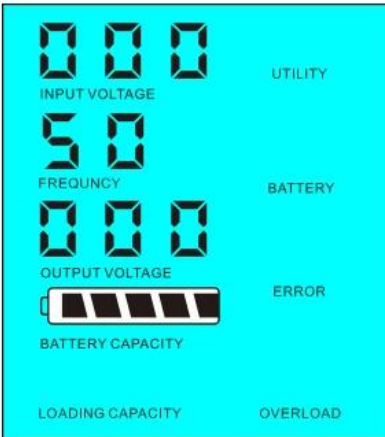 000
UTILITY
INPUT VOLTAGE
50
FREQUNCY
BATTERY
000
OUTPUT VOLTAGE
ERROR
BATTERY CAPACITY
LOADING CAPACITY
OVERLOAD